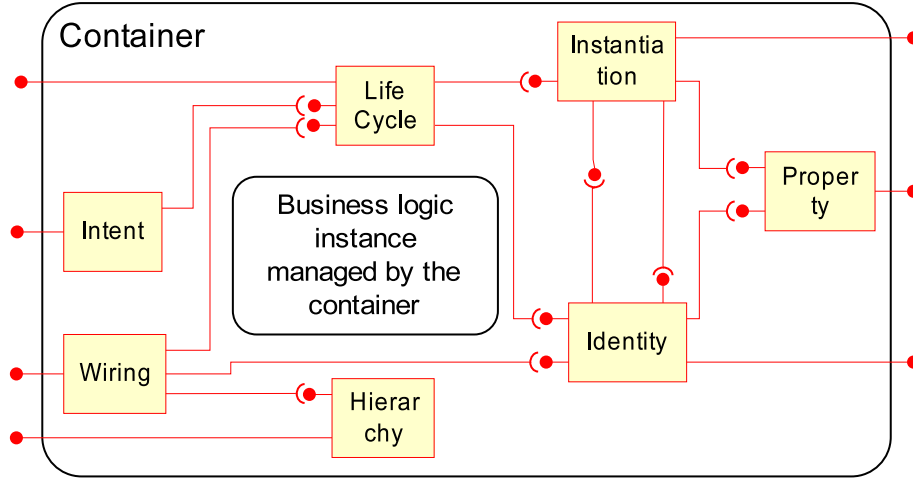 Container
Instantia
tion
Life
Cycle
Proper
ty
Intent
Business logic
instance
managed by the
container
Identity
Wiring
Hierar
chy